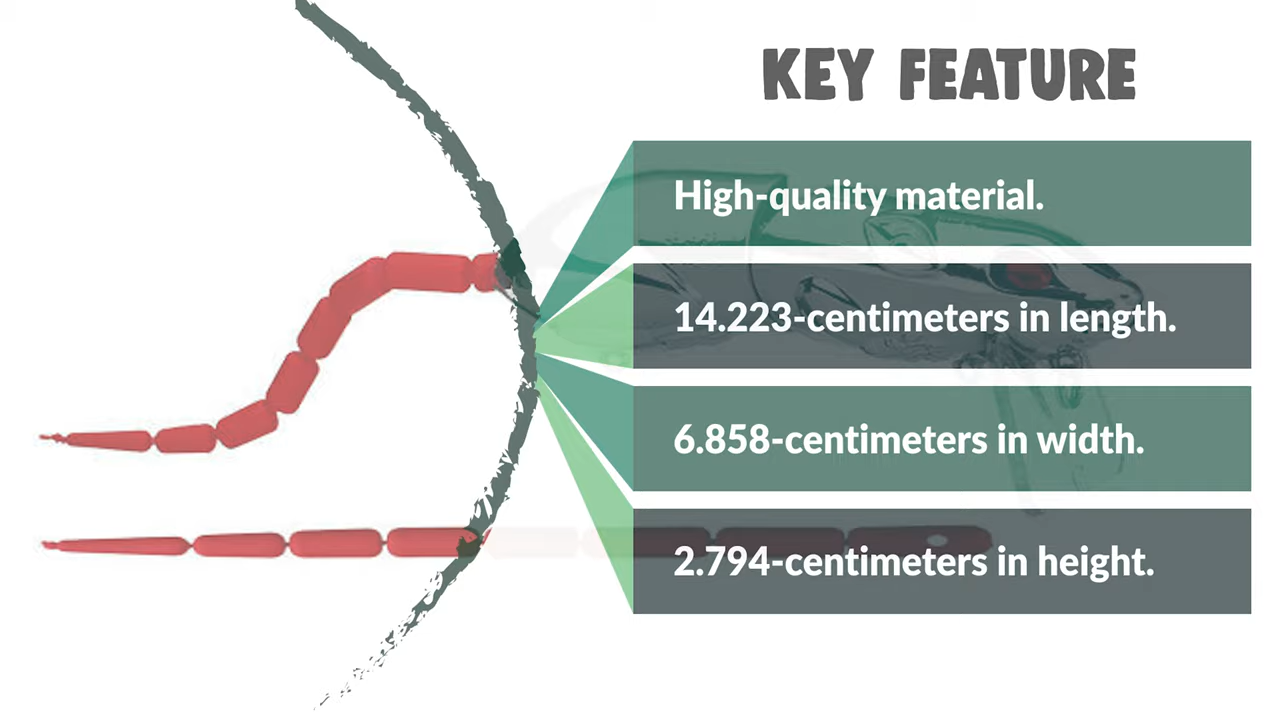 KEY FEATURE
High-quality material.
14.223-centimeters in length.
6.858-centimeters in width.
2.794-centimeters in height.